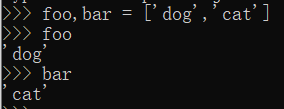 >>> foo,bar = ['dog','cat']
>>> foo
'dog'
>>> bar
'cat'